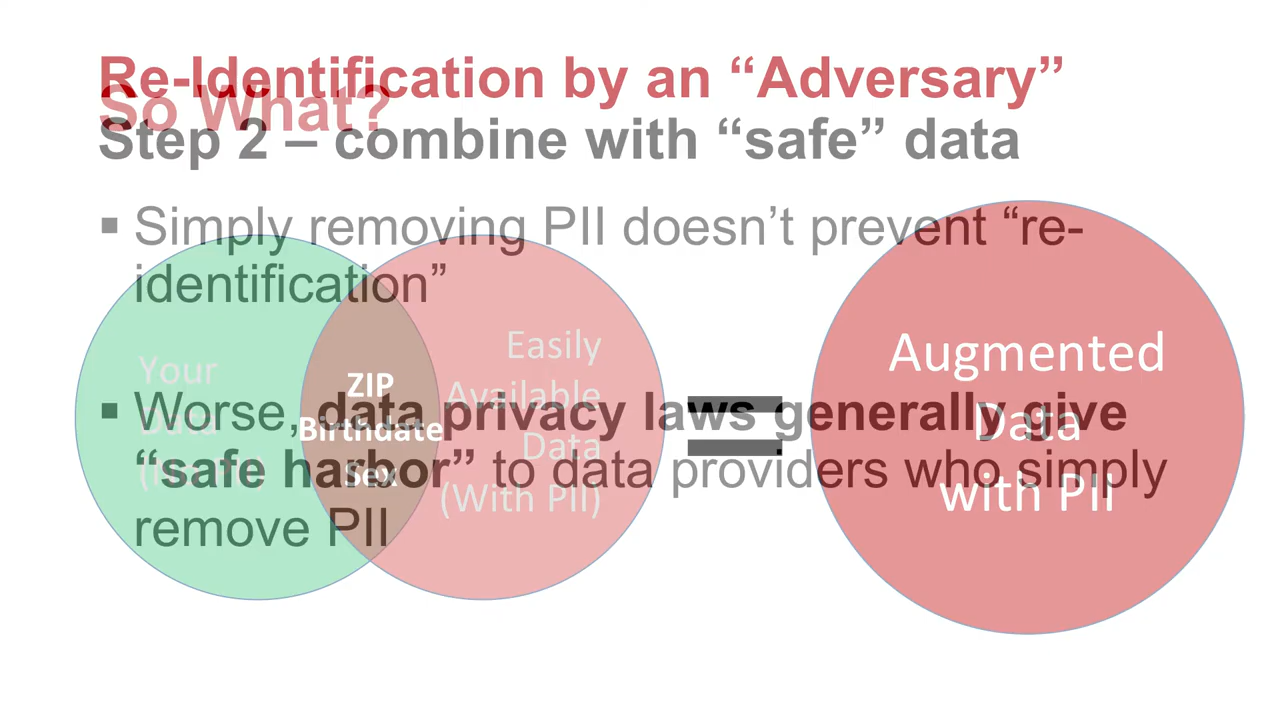 Re-Identification by an “Adversary”
Step 2 – combine with “safe” data
ZIP
Birthdate
Sex
Your
Data
Easily
Available
Data
(With PII)
=
Augmented
Data
with PII
So What?
▪ Simply removing PII doesn’t prevent “re-
identification”
▪ Worse, data privacy laws generally give
“safe harbor” to data providers who simply
remove PII